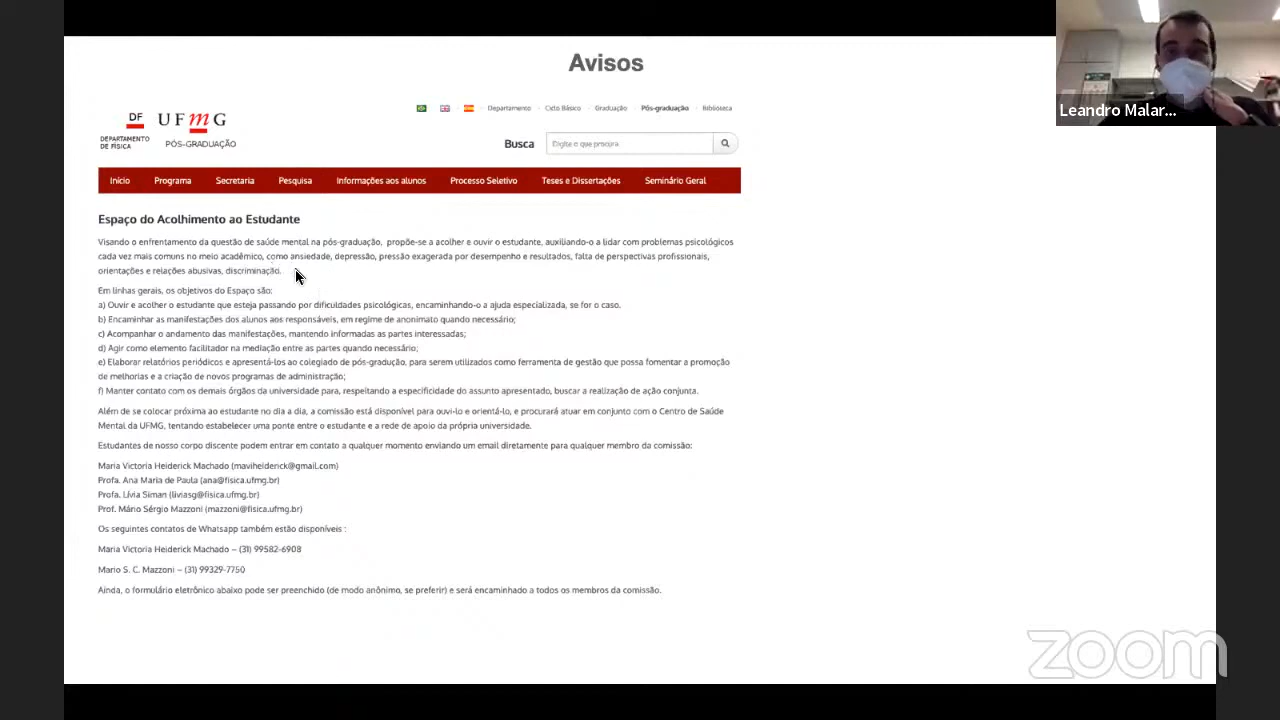 Avisos
Leandro Malar...
DF
DEPARTAMENTO
DE FÍSICA
UFmG
PÓS-GRADUAÇÃO
Departamento
Ciclo Básico
Graduação
Pós-graduação
Biblioteca
Busca
Digite o que procura
Início
Programa
Secretaria
Pesquisa
Informações aos alunos
Processo Seletivo
Teses e Dissertações
Seminário Geral
Espaço do Acolhimento ao Estudante
Visando o enfrentamento da questão de saúde mental na pós-graduação, propõe-se a acolher e ouvir o estudante, auxiliando-o a lidar com problemas psicológicos
cada vez mais comuns no meio acadêmico, como ansiedade, depressão, pressão exagerada por desempenho e resultados, falta de perspectivas profissionais,
orientações e relações abusivas, discriminação.
Em linhas gerais, os objetivos do Espaço são:
a) Ouvir e acolher o estudante que esteja passando por dificuldades psicológicas, encaminhando-o a ajuda especializada, se for o caso.
b) Encaminhar as manifestações dos alunos aos responsáveis, em regime de anonimato quando necessário;
c) Acompanhar o andamento das manifestações, mantendo informadas as partes interessadas;
d) Agir como elemento facilitador na mediação entre as partes quando necessário;
e) Elaborar relatórios periódicos e apresentá-los ao colegiado de pós-gradução, para serem utilizados como ferramenta de gestão que possa fomentar a promoção
de melhorias e a criação de novos programas de administração;
f) Manter contato com os demais órgãos da universidade para, respeitando a especificidade do assunto apresentado, buscar a realização de ação conjunta.
Além de se colocar próxima ao estudante no dia a dia, a comissão está disponível para ouvi-lo e orientá-lo, e procurará atuar em conjunto com o Centro de Saúde
Mental da UFMG, tentando estabelecer uma ponte entre o estudante e a rede de apoio da própria universidade.
Estudantes de nosso corpo discente podem entrar em contato a qualquer momento enviando um email diretamente para qualquer membro da comissão:
Maria Victoria Heiderick Machado (maviheiderick@gmail.com)
Profa. Ana Maria de Paula (ana@fisica.ufmg.br)
Profa. Lívia Siman (liviasg@fisica.ufmg.br)
Prof. Mário Sérgio Mazzoni (mazzoni@fisica.ufmg.br)
Os seguintes contatos de Whatsapp também estão disponíveis :
Maria Victoria Heiderick Machado – (31) 99582-6908
Mario S. C. Mazzoni – (31) 99329-7750
Ainda, o formulário eletrônico abaixo pode ser preenchido (de modo anônimo, se preferir) e será encaminhado a todos os membros da comissão.
zoom